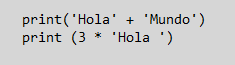 print('Hola' + 'Mundo')
print (3 * 'Hola ')